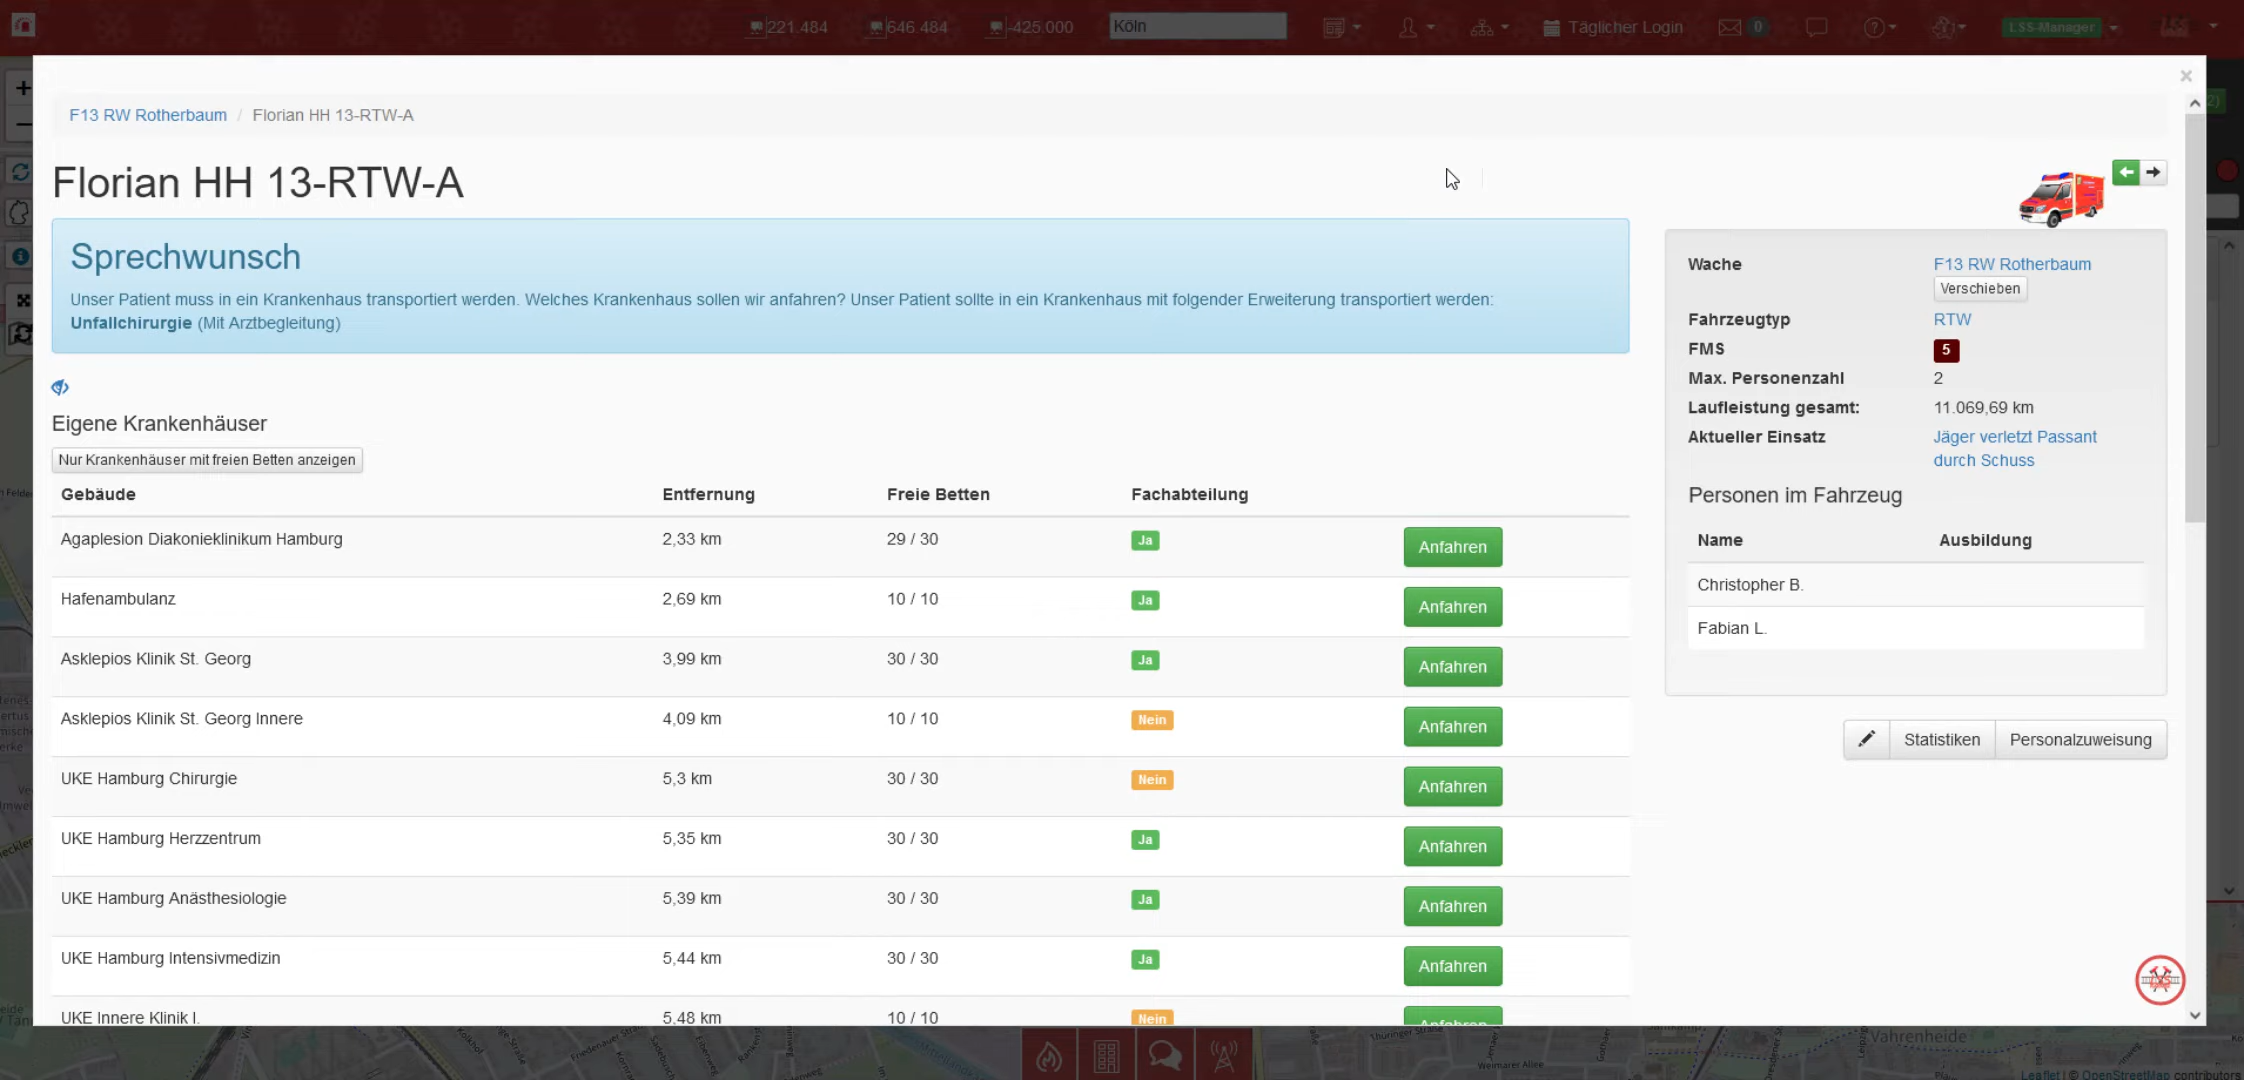 221.484
646.484
-425.000
Köln
Täglicher Login
0
LSS-Manager
×
F13 RW Rotherbaum / Florian HH 13-RTW-A
Florian HH 13-RTW-A
Sprechwunsch
Unser Patient muss in ein Krankenhaus transportiert werden. Welches Krankenhaus sollen wir anfahren? Unser Patient sollte in ein Krankenhaus mit folgender Erweiterung transportiert werden:
Unfallchirurgie (Mit Arztbegleitung)
Eigene Krankenhäuser
Nur Krankenhäuser mit freien Betten anzeigen
Gebäude Entfernung Freie Betten Fachabteilung
Agaplesion Diakonieklinikum Hamburg 2,33 km 29 / 30 Ja Anfahren
Hafenambulanz 2,69 km 10 / 10 Ja Anfahren
Asklepios Klinik St. Georg 3,99 km 30 / 30 Ja Anfahren
Asklepios Klinik St. Georg Innere 4,09 km 10 / 10 Nein Anfahren
UKE Hamburg Chirurgie 5,3 km 30 / 30 Nein Anfahren
UKE Hamburg Herzzentrum 5,35 km 30 / 30 Ja Anfahren
UKE Hamburg Anästhesiologie 5,39 km 30 / 30 Ja Anfahren
UKE Hamburg Intensivmedizin 5,44 km 30 / 30 Ja Anfahren
UKE Innere Klinik I. 5,48 km 10 / 10 Nein Anfahren
Wache F13 RW Rotherbaum
Verschieben
Fahrzeugtyp RTW
FMS 5
Max. Personenzahl 2
Laufleistung gesamt: 11.069,69 km
Aktueller Einsatz Jäger verletzt Passant
durch Schuss
Personen im Fahrzeug
Name Ausbildung
Christopher B.
Fabian L.
Statistiken Personalzuweisung
Vahrenheide
Weimarer Allee
Leaflet | © OpenStreetMap contributors